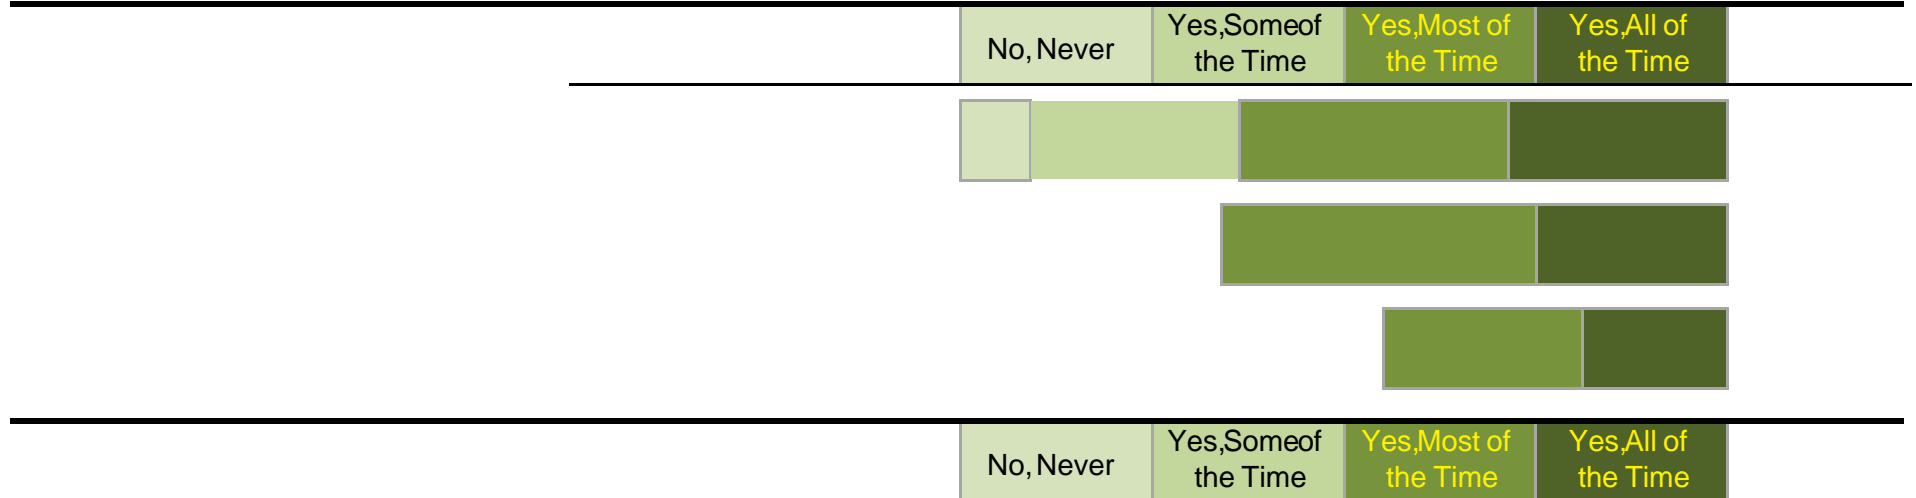 No, Never
Yes,Someof
the Time
Yes,Most of
the Time
Yes,All of
the Time
No, Never
Yes,Someof
the Time
Yes,Most of
the Time
Yes,All of
the Time